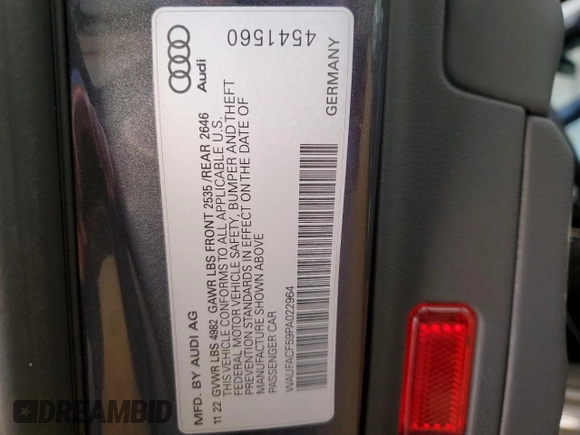 MFD. BY AUDI AG
11 22 GVWR LBS 4982 GAWR LBS FRONT 2535 /REAR 2646
THIS VEHICLE CONFORMS TO ALL APPLICABLE U.S.
FEDERAL MOTOR VEHICLE SAFETY, BUMPER AND THEFT
PREVENTION STANDARDS IN EFFECT ON THE DATE OF
MANUFACTURE SHOWN ABOVE
PASSENGER CAR
WAUFACF59PA022964
GERMANY
Audi
4541560
DREAMBID